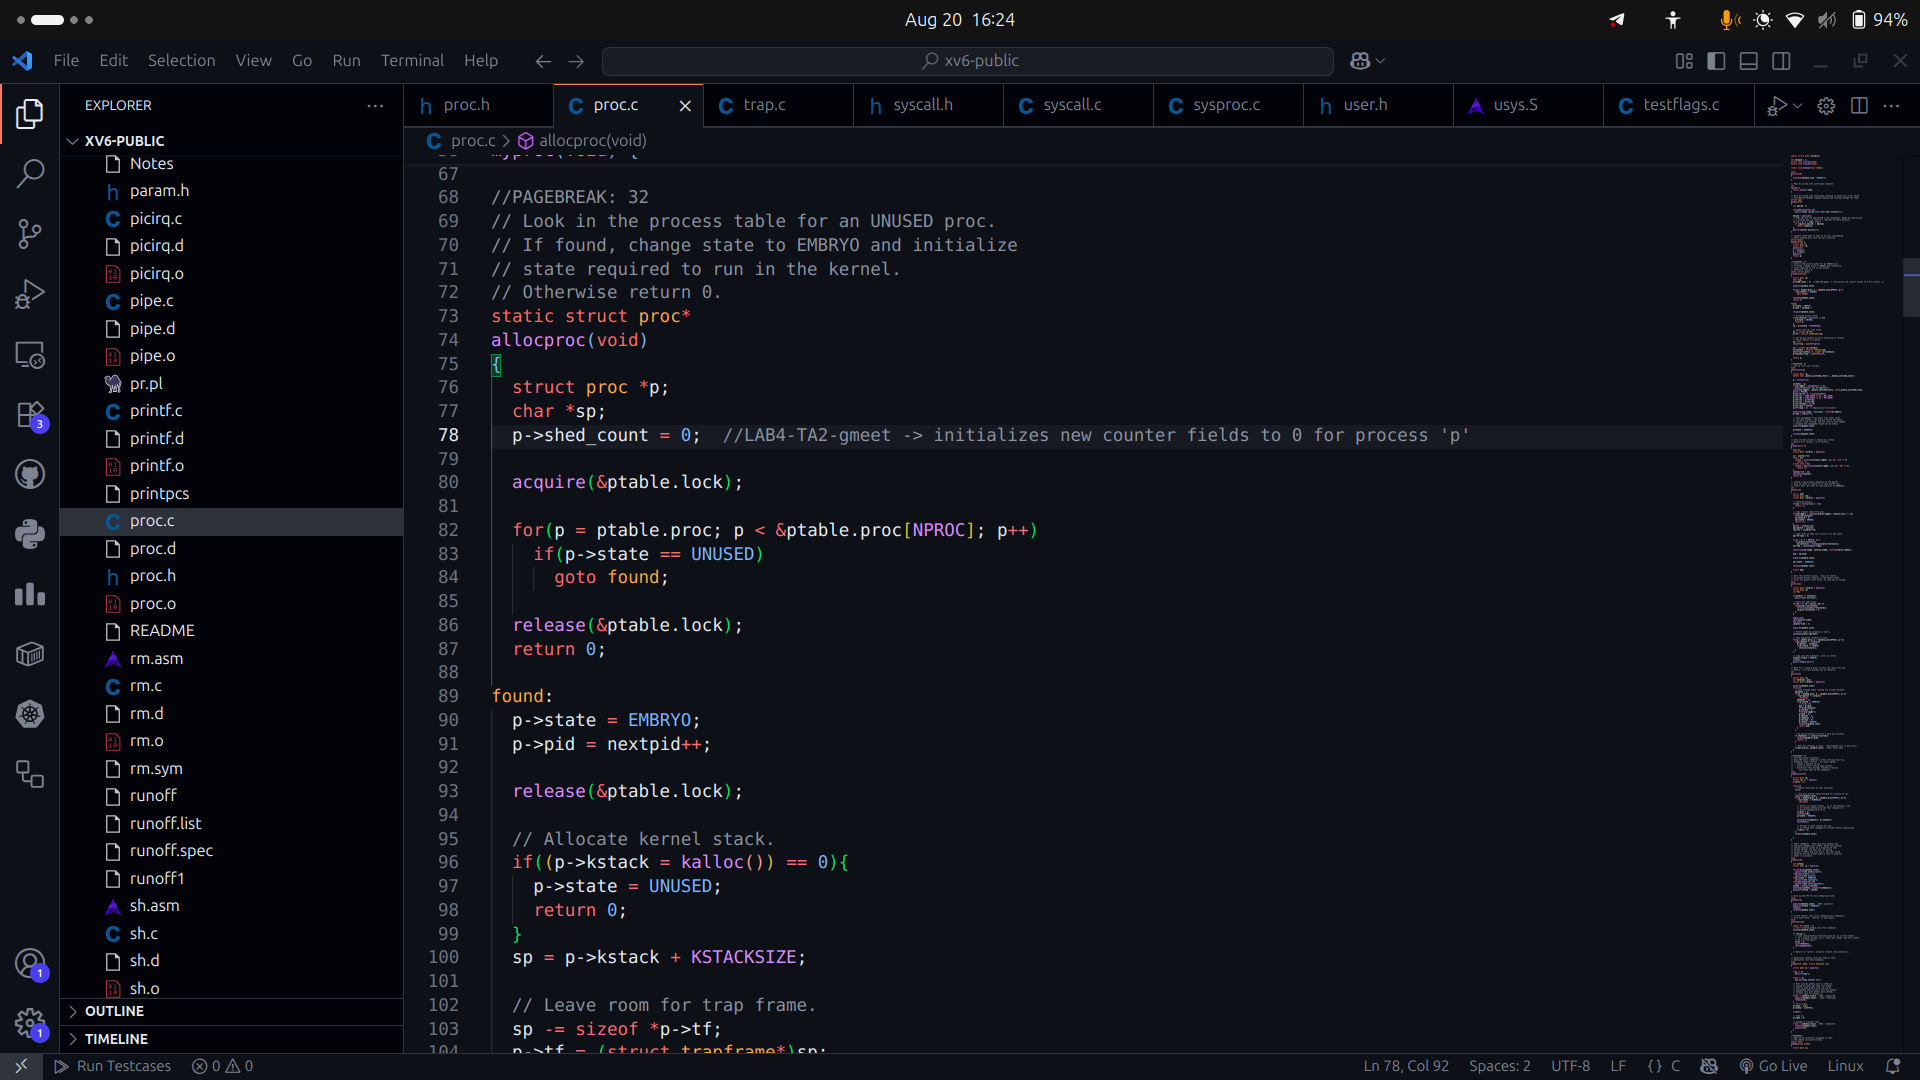 Aug 20 16:24
94%
File Edit Selection View Go Run Terminal Help
xv6-public
EXPLORER
XV6-PUBLIC
Notes
param.h
picirq.c
picirq.d
picirq.o
pipe.c
pipe.d
pipe.o
pr.pl
printf.c
printf.d
printf.o
printpcs
proc.c
proc.d
proc.h
proc.o
README
rm.asm
rm.c
rm.d
rm.o
rm.sym
runoff
runoff.list
runoff.spec
runoff1
sh.asm
sh.c
sh.d
sh.o
OUTLINE
TIMELINE
3
1
1
proc.h proc.c trap.c syscall.h syscall.c sysproc.c user.h usys.S testflags.c
proc.c > allocproc(void)
67
68 //PAGEBREAK: 32
69 // Look in the process table for an UNUSED proc.
70 // If found, change state to EMBRYO and initialize
71 // state required to run in the kernel.
72 // Otherwise return 0.
73 static struct proc*
74 allocproc(void)
75 {
76 struct proc *p;
77 char *sp;
78 p->shed_count = 0; //LAB4-TA2-gmeet -> initializes new counter fields to 0 for process 'p'
79
80 acquire(&ptable.lock);
81
82 for(p = ptable.proc; p < &ptable.proc[NPROC]; p++)
83 if(p->state == UNUSED)
84 goto found;
85
86 release(&ptable.lock);
87 return 0;
88
89 found:
90 p->state = EMBRYO;
91 p->pid = nextpid++;
92
93 release(&ptable.lock);
94
95 // Allocate kernel stack.
96 if((p->kstack = kalloc()) == 0){
97 p->state = UNUSED;
98 return 0;
99 }
100 sp = p->kstack + KSTACKSIZE;
101
102 // Leave room for trap frame.
103 sp -= sizeof *p->tf;
104 p->tf = (struct trapframe*)sp;
Run Testcases 0 0
Ln 78, Col 92 Spaces: 2 UTF-8 LF {} C Go Live Linux